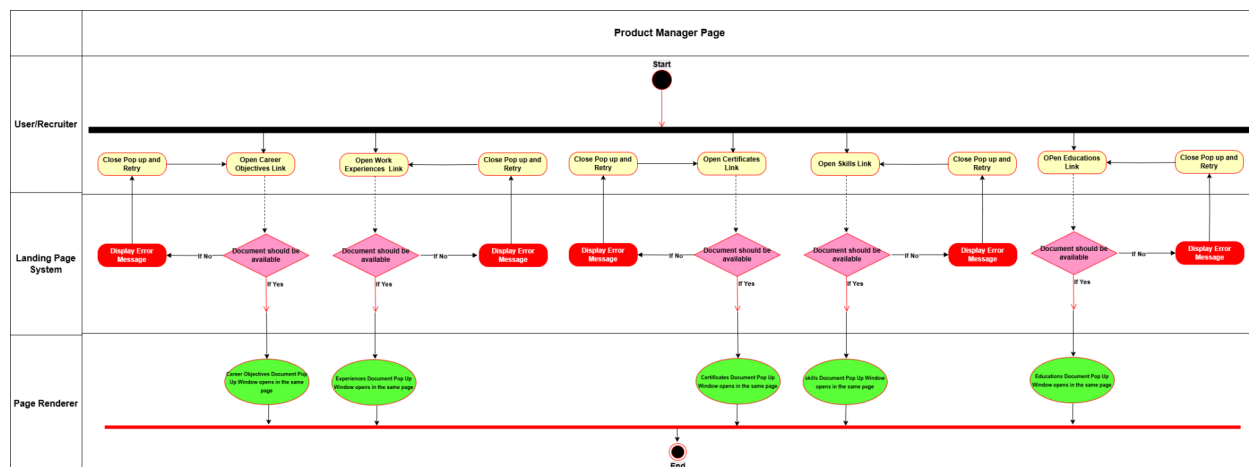 Product Manager Page
Start
User/Recruiter
Close Pop up and
Retry
Open Career
Objectives Link
Open Work
Experiences Link
Close Pop up and
Retry
Close Pop up and
Retry
Open Certificates
Link
Open Skills Link
Close Pop up and
Retry
OPen Educations
Link
Close Pop up and
Retry
Landing Page
System
Display Error
Message
If No
Document should be
available
If Yes
Document should be
available
If No
If Yes
Display Error
Message
Display Error
Message
If No
Document should be
available
If Yes
Document should be
available
If No
If Yes
Display Error
Message
Document should be
available
If No
If Yes
Display Error
Message
Page Renderer
Career Objectives Document Pop
Up Window opens in the same
page
Experiences Document Pop Up
Window opens in the same page
Certificates Document Pop Up
Window opens in the same page
skills Document Pop Up Window
opens in the same page
Educations Document Pop Up
Window opens in the same page
End